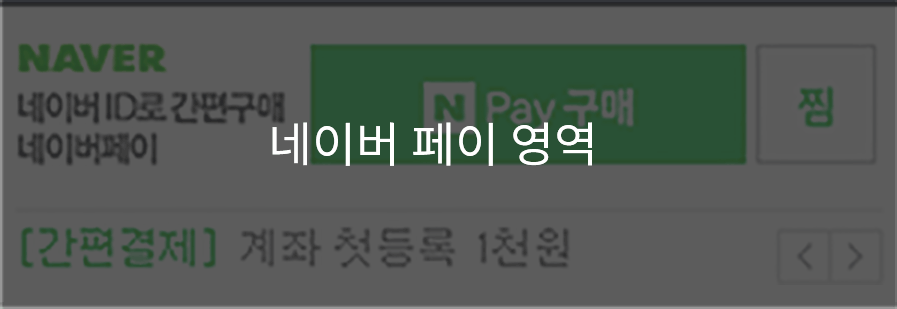 NAVER
네이버 ID로 간편구매
네이버페이
N Pay 구매
찜
네이버 페이 영역
[간편결제] 계좌 첫등록 1천원